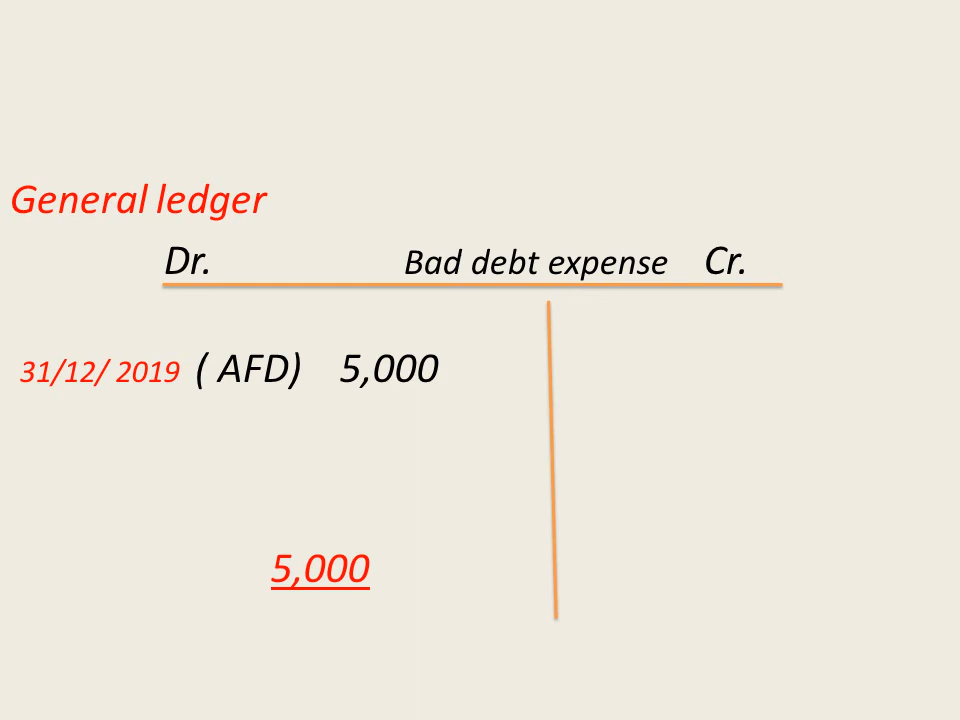 General ledger
Dr. Bad debt expense Cr.
31/12/ 2019 ( AFD) 5,000
5,000